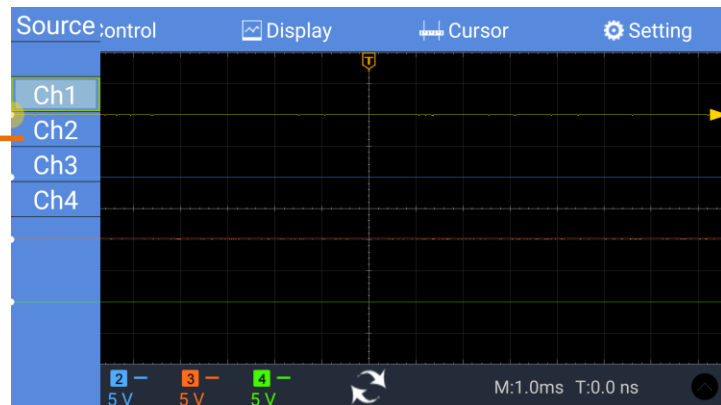 Source :ontrol Display Cursor Setting
T
Ch1
Ch2
Ch3
Ch4
2 3 4
5 V 5 V 5 V M:1.0ms T:0.0 ns